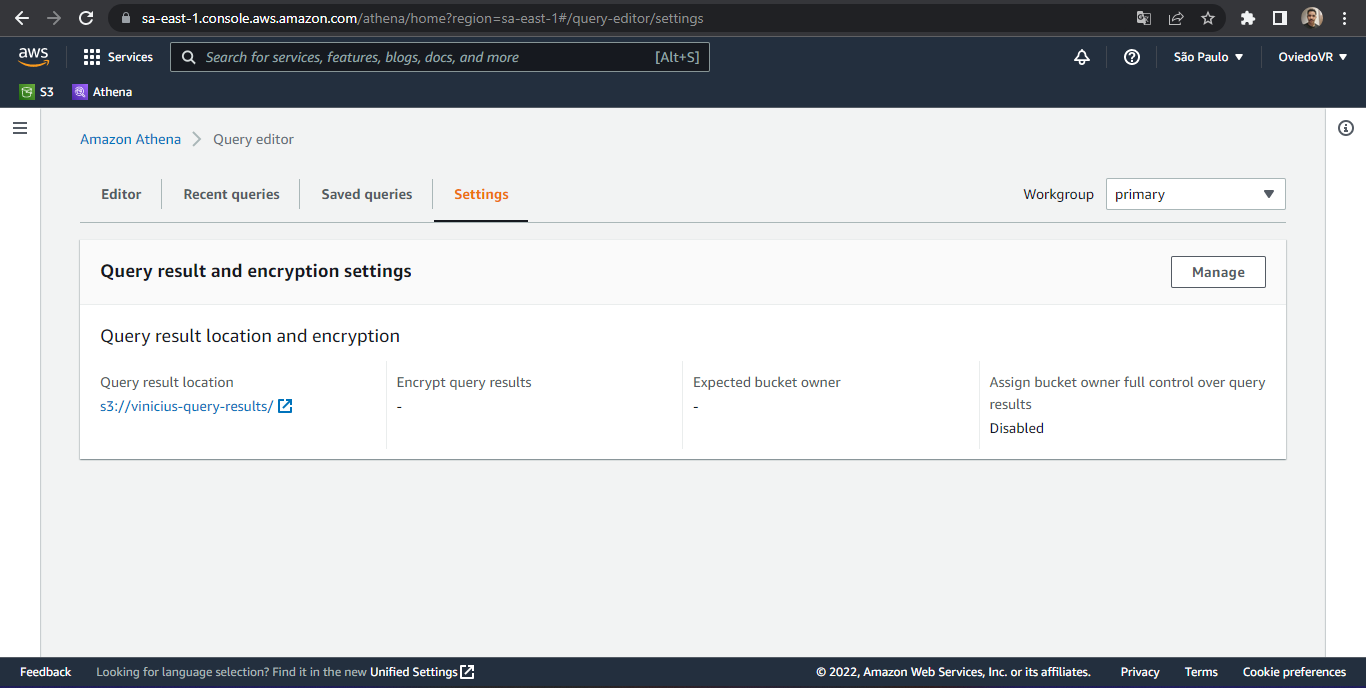 sa-east-1.console.aws.amazon.com/athena/home?region=sa-east-1#/query-editor/settings
aws Services Search for services, features, blogs, docs, and more [Alt+S] São Paulo OviedoVR
S3 Athena
Amazon Athena Query editor
Editor Recent queries Saved queries Settings Workgroup primary
Query result and encryption settings Manage
Query result location and encryption
Query result location Encrypt query results Expected bucket owner Assign bucket owner full control over query
results
s3://vinicius-query-results/ - -
Disabled
Feedback Looking for language selection? Find it in the new Unified Settings © 2022, Amazon Web Services, Inc. or its affiliates. Privacy Terms Cookie preferences